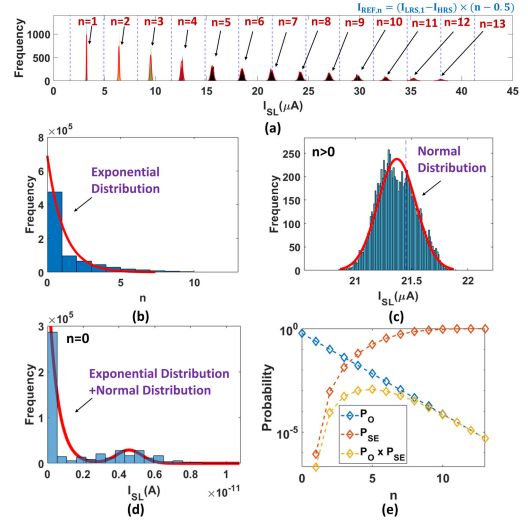 I_REF,n = (I_LRS,1−I_HRS) × (n − 0.5)
n=1 n=2 n=3 n=4 n=5 n=6 n=7 n=8 n=9 n=10 n=11 n=12 n=13
Frequency
1000
500
0
0 5 10 15 20 25 30 35 40 45
I_SL(μA)
(a)
8 × 10^5
6
4
2
0
Frequency
Exponential
Distribution
0 5 10
n
(b)
n>0
Normal
Distribution
Frequency
250
200
150
100
50
0
21 21.5 22
I_SL(μA)
(c)
3 × 10^5
2
1
0
Frequency
n=0
Exponential Distribution
+Normal Distribution
0 0.2 0.4 0.6 0.8 1
× 10^-11
I_SL(A)
(d)
Probability
10^0
10^-5
P_O
P_SE
P_O x P_SE
0 5 10
n
(e)